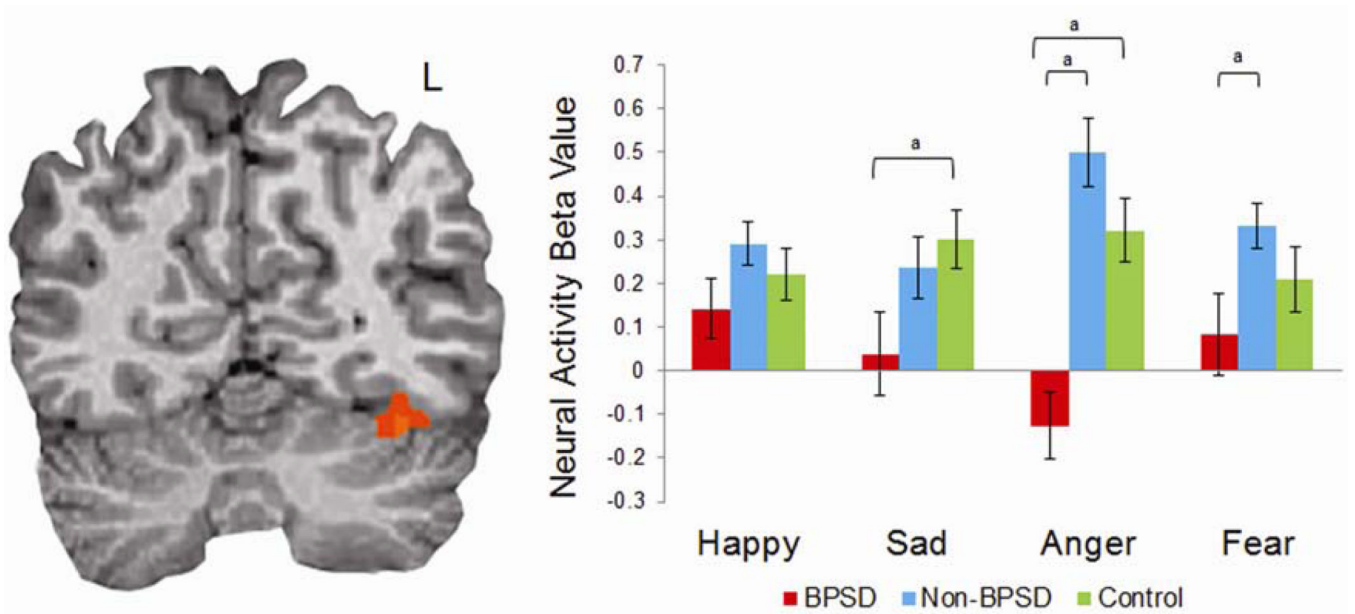 L
Neural Activity Beta Value
0.7
0.6
0.5
0.4
0.3
0.2
0.1
0
-0.1
-0.2
-0.3
a
a
a
a
Happy Sad Anger Fear
BPSD Non-BPSD Control